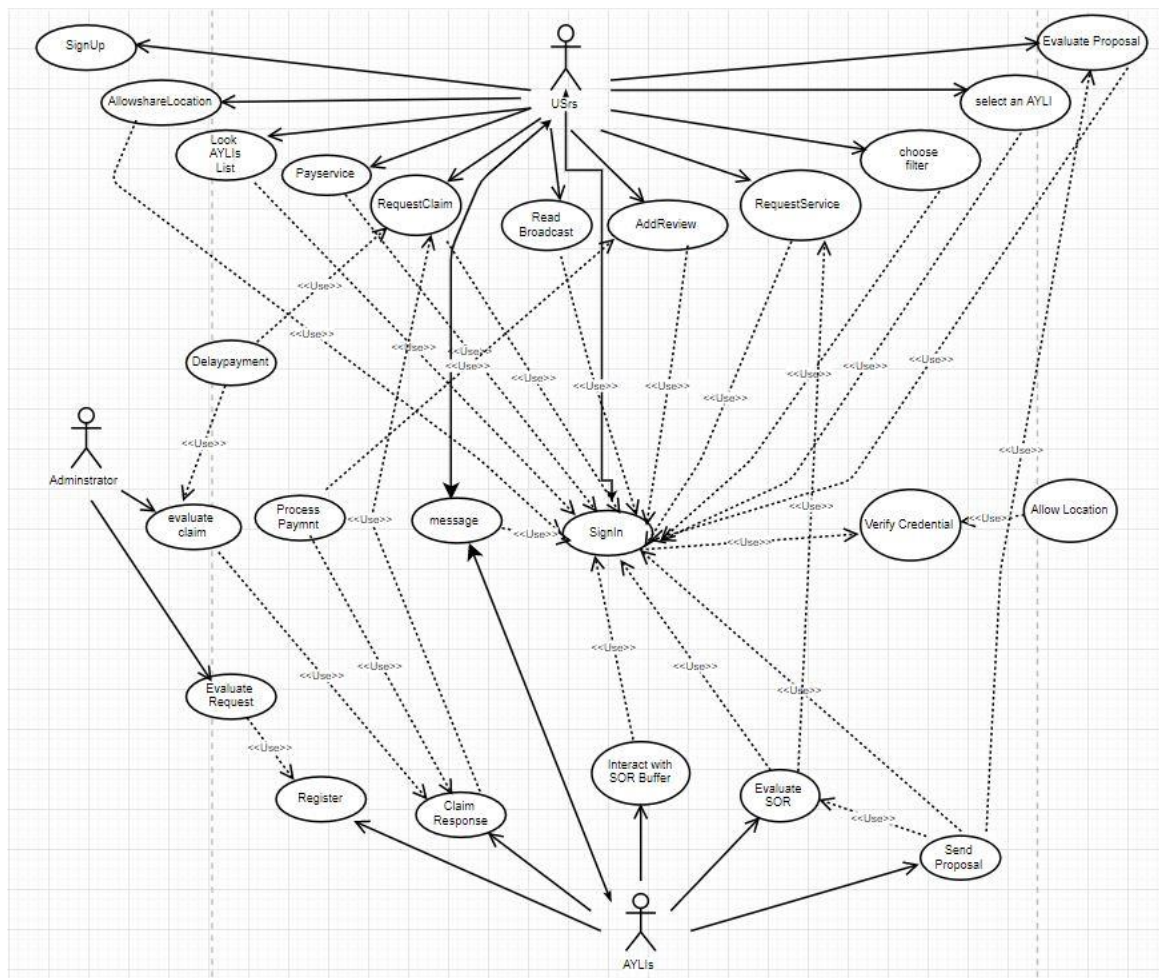 SignUp
Evaluate Proposal
AllowshareLocation
USrs
select an AYLI
Look
AYLIs
List
Payservice
choose
filter
RequestClaim
Read
Broadcast
AddReview
RequestService
<<Use>>
<<Use>>
<<Use>>
<<Use>>
<<Use>>
Delaypayment
<<Use>>
<<Use>>
<<Use>>
<<Use>>
<<Use>>
<<Use>>
<<Use>>
<<Use>>
<<Use>>
<<Use>>
Adminstrator
evaluate
claim
Process
Paymnt
message
SignIn
Verify Credential
Allow Location
<<Use>>
<<Use>>
<<Use>>
<<Use>>
<<Use>>
<<Use>>
<<Use>>
<<Use>>
<<Use>>
<<Use>>
Evaluate
Request
<<Use>>
<<Use>>
Interact with
SOR Buffer
Evaluate
SOR
Register
Claim
Response
<<Use>>
Send
Proposal
AYLIs